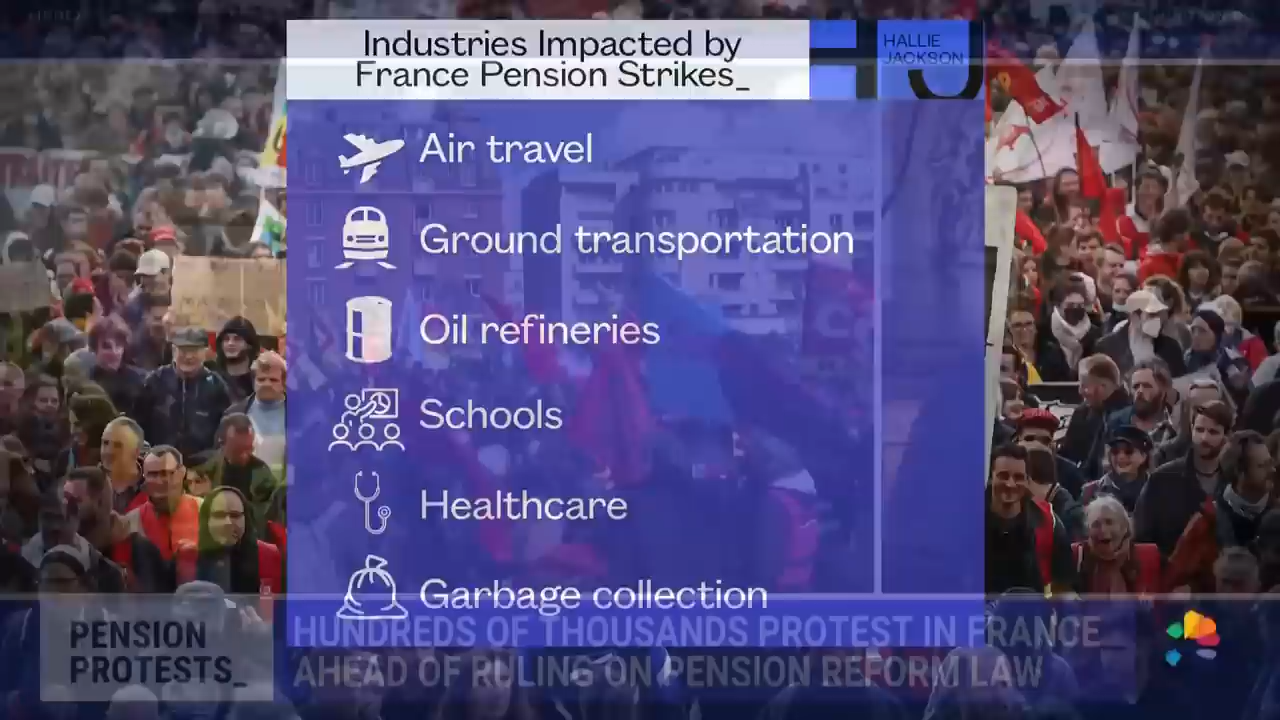 Industries Impacted by
France Pension Strikes_
HALLIE
JACKSON
Air travel
Ground transportation
Oil refineries
Schools
Healthcare
Garbage collection
PENSION
PROTESTS_
HUNDREDS OF THOUSANDS PROTEST IN FRANCE
AHEAD OF RULING ON PENSION REFORM LAW